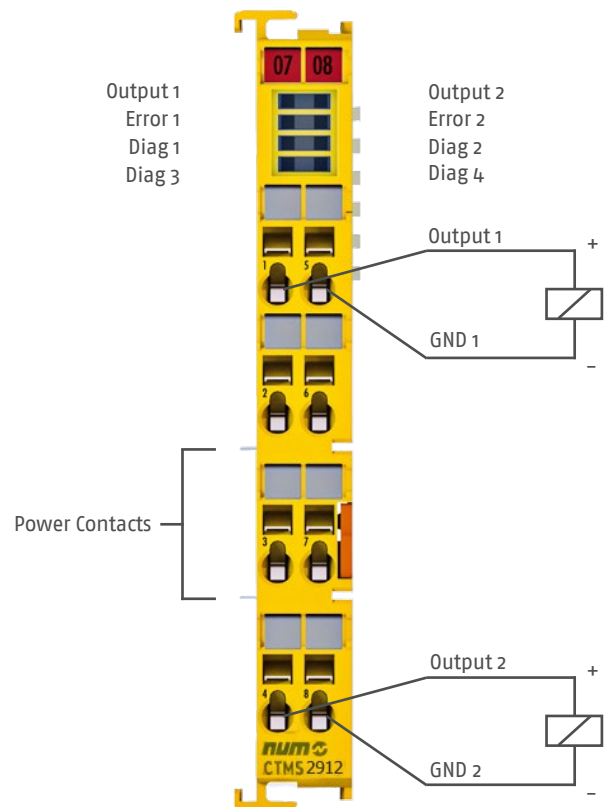 07 08
Output 1
Error 1
Diag 1
Diag 3
Output 2
Error 2
Diag 2
Diag 4
Output 1
+
1 5
GND 1
–
2 6
Power Contacts
3 7
Output 2
+
4 8
GND 2
–
num
CTMS 2912